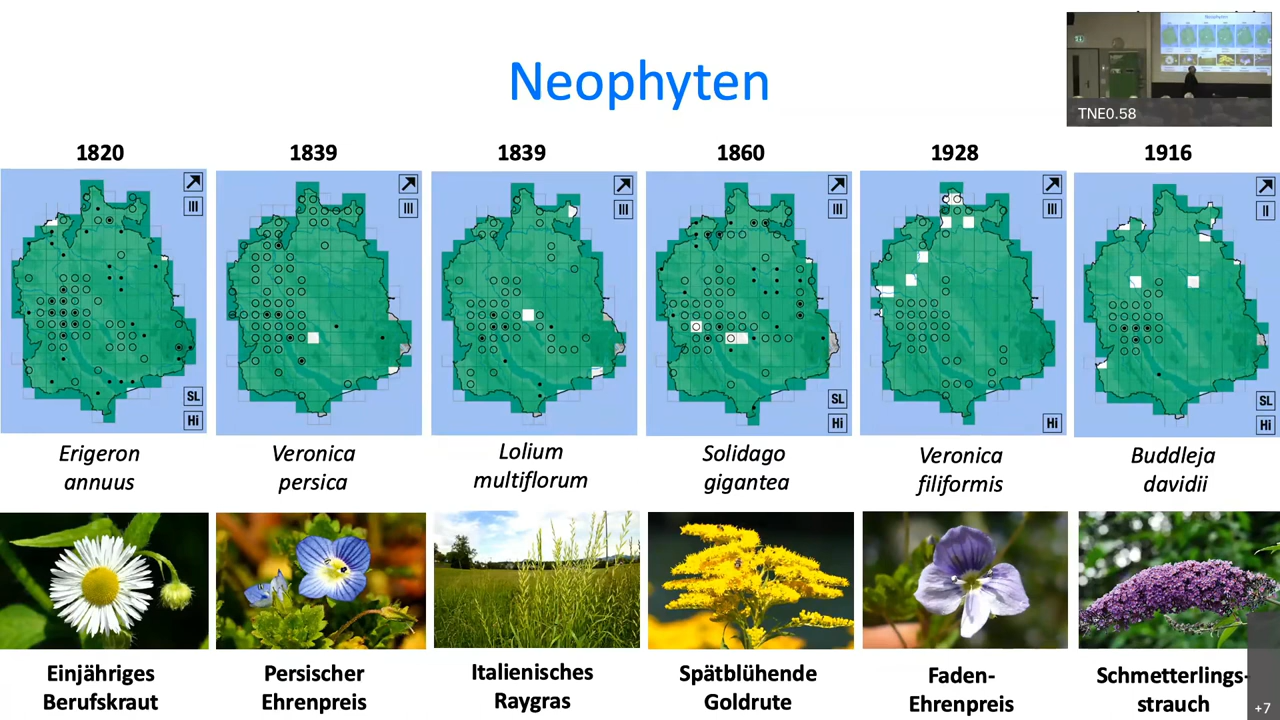 Neophyten
TNE0.58
1820
1839
1839
1860
1928
1916
III
III
III
III
III
II
SL
Hi
SL
Hi
Hi
SL
Hi
Erigeron
annuus
Veronica
persica
Lolium
multiflorum
Solidago
gigantea
Veronica
filiformis
Buddleja
davidii
Einjähriges
Berufskraut
Persischer
Ehrenpreis
Italienisches
Raygras
Spätblühende
Goldrute
Faden-
Ehrenpreis
Schmetterlings-
strauch
+7